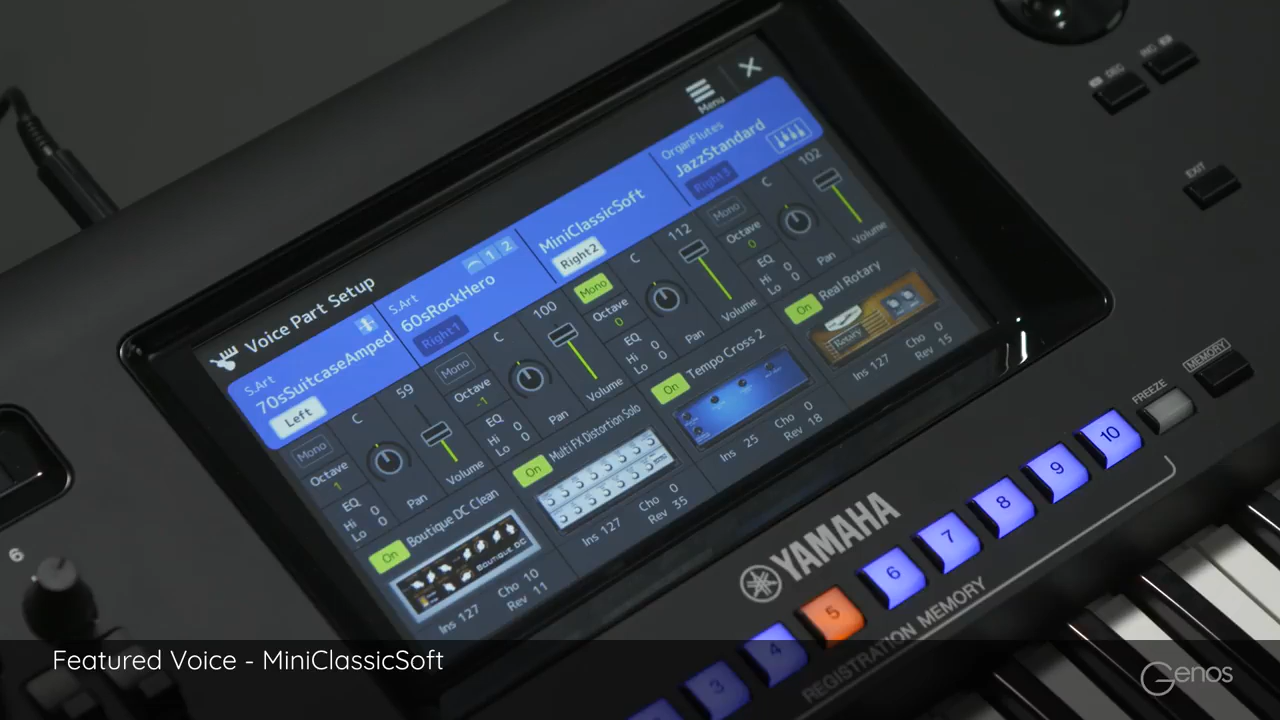 Menu
Voice Part Setup
S.Art
70sSuitcaseAmped
Left
S.Art
60sRockHero
Right1
1 2
MiniClassicSoft
Right2
OrganFlutes
JazzStandard
Right3
Mono
C
59
Octave
1
EQ
Hi 0
Lo 0
Pan
Volume
On
Boutique DC Clean
BOUTIQUE DC
Ins 127
Cho 10
Rev 11
Mono
C
100
Octave
-1
EQ
Hi 0
Lo 0
Pan
Volume
On
Multi FX Distortion Solo
Ins 127
Cho 0
Rev 35
Mono
C
112
Octave
0
EQ
Hi 0
Lo 0
Pan
Volume
On
Tempo Cross 2
Ins 25
Cho 0
Rev 18
Mono
C
102
Octave
0
EQ
Hi 0
Lo 0
Pan
Volume
On
Real Rotary
Rotary
Ins 127
Cho 0
Rev 15
DEC
INC
EXIT
MEMORY
FREEZE
YAMAHA
3 4 5 6 7 8 9 10
REGISTRATION MEMORY
6
Featured Voice - MiniClassicSoft
Genos